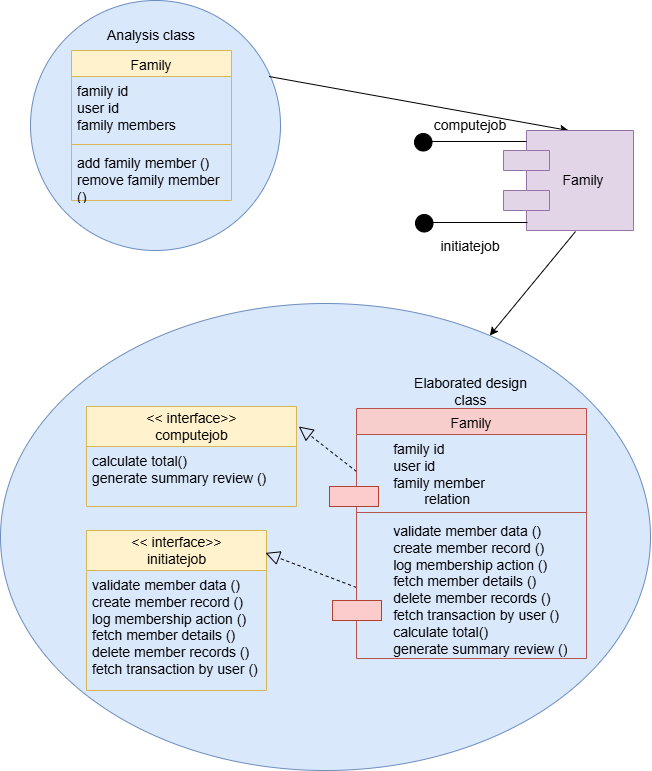 Analysis class
Family
family id
user id
family members
add family member ()
remove family member
()
computejob
Family
initiatejob
Elaborated design
class
<< interface>>
computejob
calculate total()
generate summary review ()
<< interface>>
initiatejob
validate member data ()
create member record ()
log membership action ()
fetch member details ()
delete member records ()
fetch transaction by user ()
Family
family id
user id
family member
relation
validate member data ()
create member record ()
log membership action ()
fetch member details ()
delete member records ()
fetch transaction by user ()
calculate total()
generate summary review ()